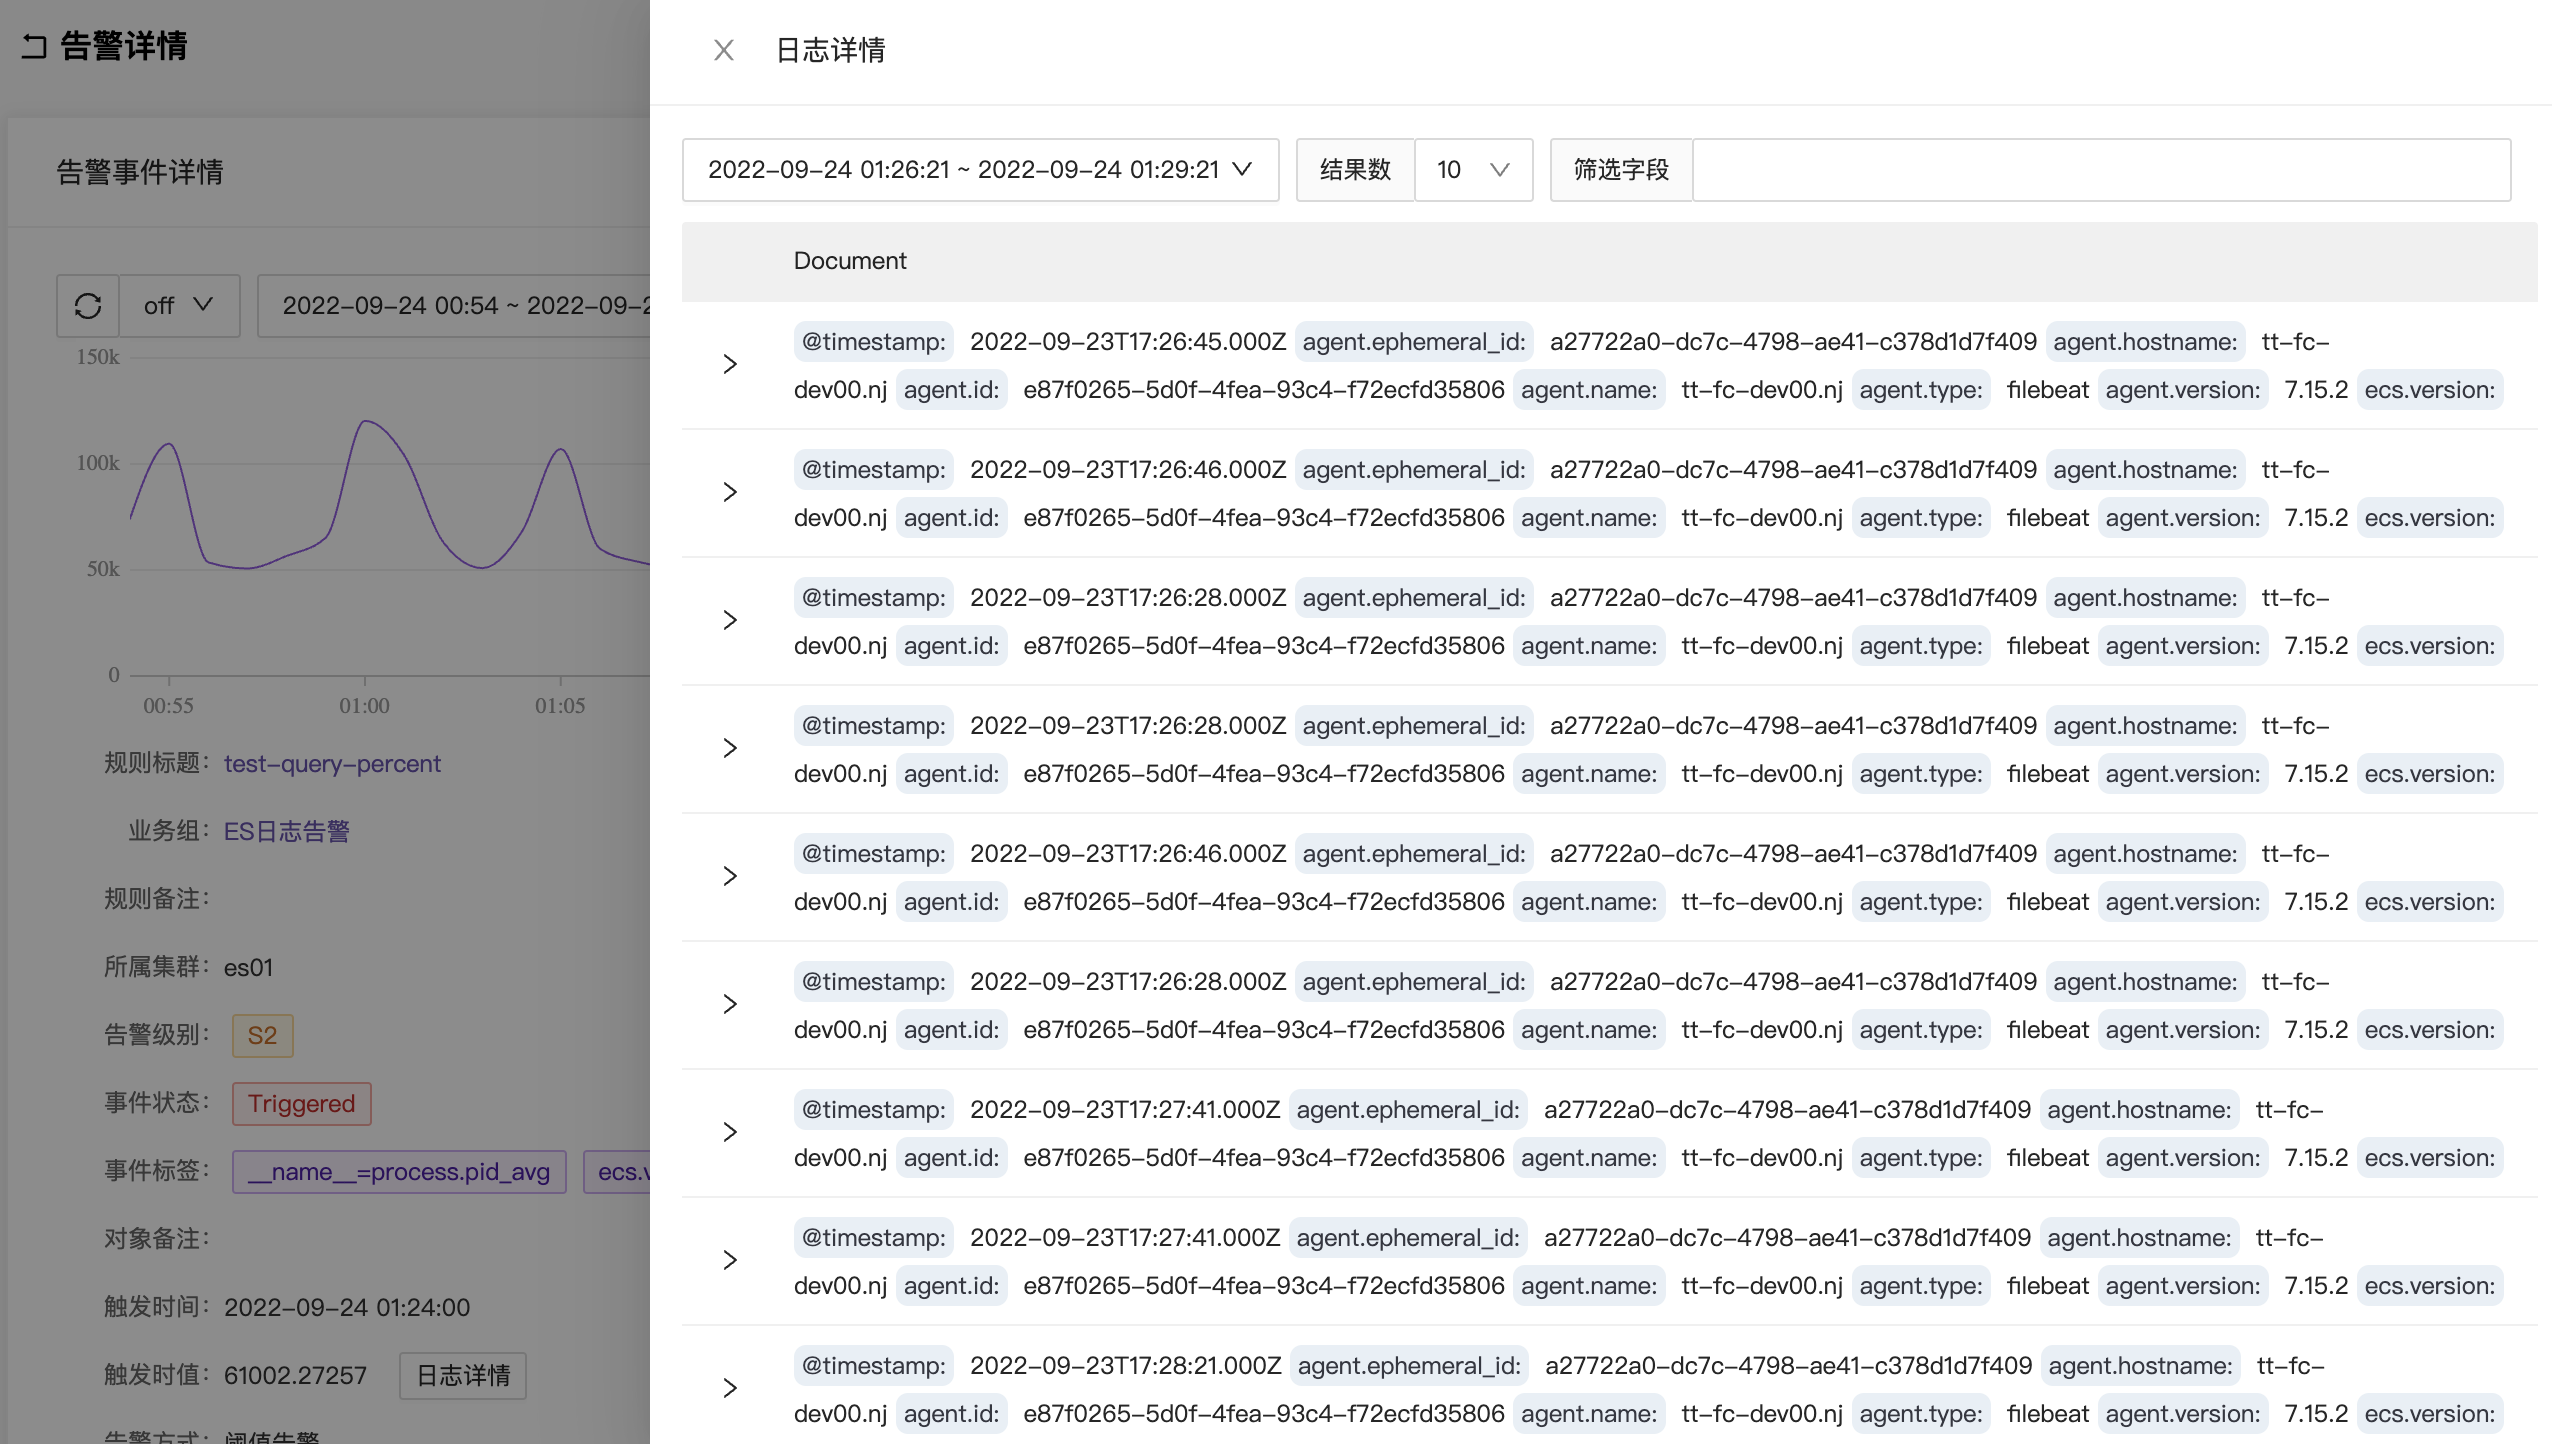 告警详情
告警事件详情
off
2022-09-24 00:54 ~ 2022-09-2
150k
100k
50k
0
00:55 01:00 01:05
规则标题: test-query-percent
业务组: ES日志告警
规则备注:
所属集群: es01
告警级别: S2
事件状态: Triggered
事件标签: __name__=process.pid_avg ecs.v
对象备注:
触发时间: 2022-09-24 01:24:00
触发时值: 61002.27257 日志详情
告警方式: 阈值告警
日志详情
2022-09-24 01:26:21 ~ 2022-09-24 01:29:21 结果数 10 筛选字段
Document
@timestamp: 2022-09-23T17:26:45.000Z agent.ephemeral_id: a27722a0-dc7c-4798-ae41-c378d1d7f409 agent.hostname: tt-fc-
dev00.nj agent.id: e87f0265-5d0f-4fea-93c4-f72ecfd35806 agent.name: tt-fc-dev00.nj agent.type: filebeat agent.version: 7.15.2 ecs.version:
@timestamp: 2022-09-23T17:26:46.000Z agent.ephemeral_id: a27722a0-dc7c-4798-ae41-c378d1d7f409 agent.hostname: tt-fc-
dev00.nj agent.id: e87f0265-5d0f-4fea-93c4-f72ecfd35806 agent.name: tt-fc-dev00.nj agent.type: filebeat agent.version: 7.15.2 ecs.version:
@timestamp: 2022-09-23T17:26:28.000Z agent.ephemeral_id: a27722a0-dc7c-4798-ae41-c378d1d7f409 agent.hostname: tt-fc-
dev00.nj agent.id: e87f0265-5d0f-4fea-93c4-f72ecfd35806 agent.name: tt-fc-dev00.nj agent.type: filebeat agent.version: 7.15.2 ecs.version:
@timestamp: 2022-09-23T17:26:28.000Z agent.ephemeral_id: a27722a0-dc7c-4798-ae41-c378d1d7f409 agent.hostname: tt-fc-
dev00.nj agent.id: e87f0265-5d0f-4fea-93c4-f72ecfd35806 agent.name: tt-fc-dev00.nj agent.type: filebeat agent.version: 7.15.2 ecs.version:
@timestamp: 2022-09-23T17:26:46.000Z agent.ephemeral_id: a27722a0-dc7c-4798-ae41-c378d1d7f409 agent.hostname: tt-fc-
dev00.nj agent.id: e87f0265-5d0f-4fea-93c4-f72ecfd35806 agent.name: tt-fc-dev00.nj agent.type: filebeat agent.version: 7.15.2 ecs.version:
@timestamp: 2022-09-23T17:26:28.000Z agent.ephemeral_id: a27722a0-dc7c-4798-ae41-c378d1d7f409 agent.hostname: tt-fc-
dev00.nj agent.id: e87f0265-5d0f-4fea-93c4-f72ecfd35806 agent.name: tt-fc-dev00.nj agent.type: filebeat agent.version: 7.15.2 ecs.version:
@timestamp: 2022-09-23T17:27:41.000Z agent.ephemeral_id: a27722a0-dc7c-4798-ae41-c378d1d7f409 agent.hostname: tt-fc-
dev00.nj agent.id: e87f0265-5d0f-4fea-93c4-f72ecfd35806 agent.name: tt-fc-dev00.nj agent.type: filebeat agent.version: 7.15.2 ecs.version:
@timestamp: 2022-09-23T17:27:41.000Z agent.ephemeral_id: a27722a0-dc7c-4798-ae41-c378d1d7f409 agent.hostname: tt-fc-
dev00.nj agent.id: e87f0265-5d0f-4fea-93c4-f72ecfd35806 agent.name: tt-fc-dev00.nj agent.type: filebeat agent.version: 7.15.2 ecs.version:
@timestamp: 2022-09-23T17:28:21.000Z agent.ephemeral_id: a27722a0-dc7c-4798-ae41-c378d1d7f409 agent.hostname: tt-fc-
dev00.nj agent.id: e87f0265-5d0f-4fea-93c4-f72ecfd35806 agent.name: tt-fc-dev00.nj agent.type: filebeat agent.version: 7.15.2 ecs.version: